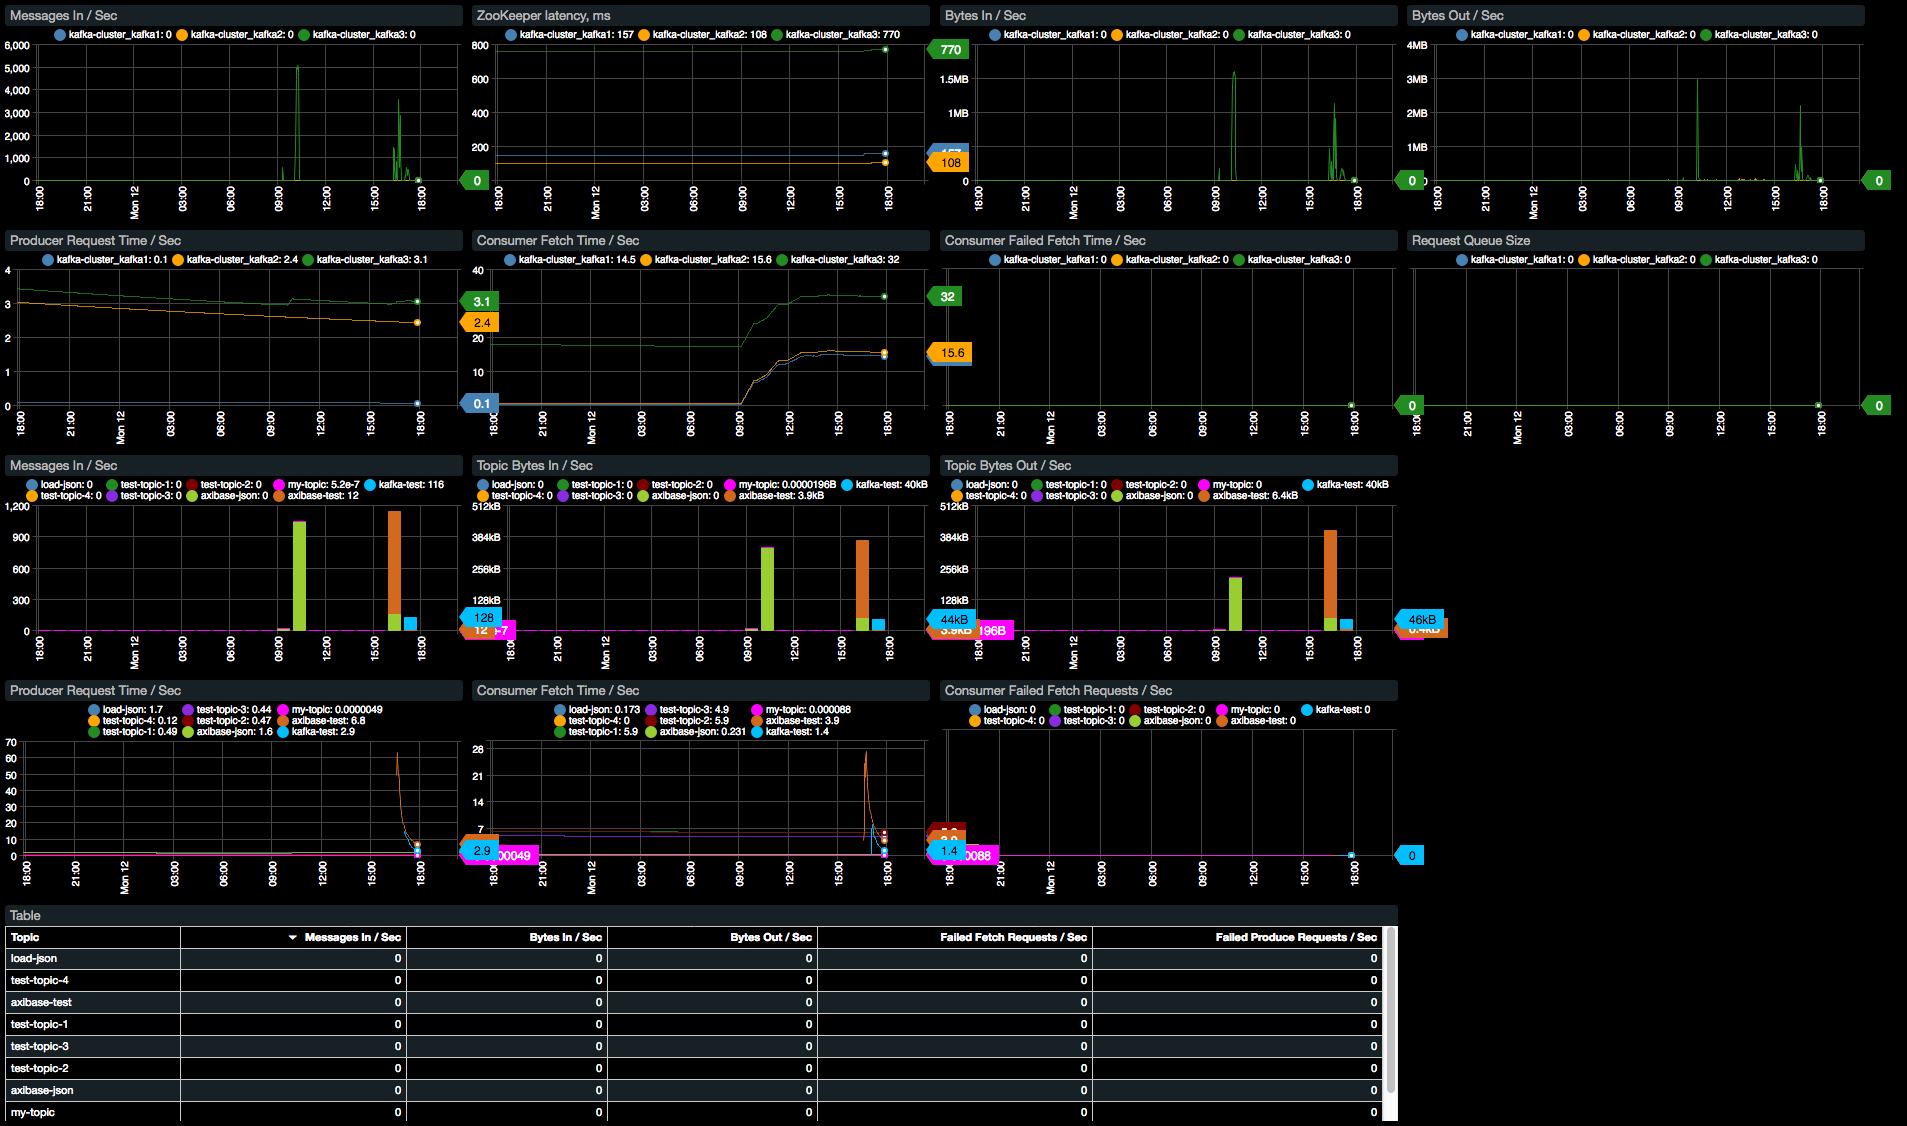 Messages In / Sec
kafka-cluster_kafka1: 0 kafka-cluster_kafka2: 0 kafka-cluster_kafka3: 0
6,000
5,000
4,000
3,000
2,000
1,000
0
0
18:00 21:00 Mon 12 03:00 06:00 09:00 12:00 15:00 18:00
ZooKeeper latency, ms
kafka-cluster_kafka1: 157 kafka-cluster_kafka2: 108 kafka-cluster_kafka3: 770
800
600
400
200
770
108
18:00 21:00 Mon 12 03:00 06:00 09:00 12:00 15:00 18:00
Bytes In / Sec
kafka-cluster_kafka1: 0 kafka-cluster_kafka2: 0 kafka-cluster_kafka3: 0
1.5MB
1MB
0
0
18:00 21:00 Mon 12 03:00 06:00 09:00 12:00 15:00 18:00
Bytes Out / Sec
kafka-cluster_kafka1: 0 kafka-cluster_kafka2: 0 kafka-cluster_kafka3: 0
4MB
3MB
2MB
1MB
0
18:00 21:00 Mon 12 03:00 06:00 09:00 12:00 15:00 18:00
Producer Request Time / Sec
kafka-cluster_kafka1: 0.1 kafka-cluster_kafka2: 2.4 kafka-cluster_kafka3: 3.1
4
3
2
1
0
3.1
2.4
0.1
18:00 21:00 Mon 12 03:00 06:00 09:00 12:00 15:00 18:00
Consumer Fetch Time / Sec
kafka-cluster_kafka1: 14.5 kafka-cluster_kafka2: 15.6 kafka-cluster_kafka3: 32
40
20
10
32
15.6
18:00 21:00 Mon 12 03:00 06:00 09:00 12:00 15:00 18:00
Consumer Failed Fetch Time / Sec
kafka-cluster_kafka1: 0 kafka-cluster_kafka2: 0 kafka-cluster_kafka3: 0
0
18:00 21:00 Mon 12 03:00 06:00 09:00 12:00 15:00 18:00
Request Queue Size
kafka-cluster_kafka1: 0 kafka-cluster_kafka2: 0 kafka-cluster_kafka3: 0
0
21:00 Mon 12 03:00 06:00 09:00 12:00 15:00 18:00
Messages In / Sec
load-json: 0 test-topic-1: 0 test-topic-2: 0 my-topic: 5.2e-7 kafka-test: 116
test-topic-4: 0 test-topic-3: 0 axibase-json: 0 axibase-test: 12
1,200
900
600
300
0
128
12
18:00 21:00 Mon 12 03:00 06:00 09:00 12:00 15:00 18:00
Topic Bytes In / Sec
load-json: 0 test-topic-1: 0 test-topic-2: 0 my-topic: 0.0000196B kafka-test: 40kB
test-topic-4: 0 test-topic-3: 0 axibase-json: 0 axibase-test: 3.9kB
512kB
384kB
256kB
128kB
44kB
3.9kB
18:00 21:00 Mon 12 03:00 06:00 09:00 12:00 15:00 18:00
Topic Bytes Out / Sec
load-json: 0 test-topic-1: 0 test-topic-2: 0 my-topic: 0 kafka-test: 40kB
test-topic-4: 0 test-topic-3: 0 axibase-json: 0 axibase-test: 6.4kB
512kB
384kB
256kB
128kB
46kB
18:00 21:00 Mon 12 03:00 06:00 09:00 12:00 15:00 18:00
Producer Request Time / Sec
load-json: 1.7 test-topic-3: 0.44 my-topic: 0.0000049
test-topic-4: 0.12 test-topic-2: 0.47 axibase-test: 6.8
test-topic-1: 0.49 axibase-json: 1.6 kafka-test: 2.9
70
60
50
40
30
20
10
0
2.9
18:00 21:00 Mon 12 03:00 06:00 09:00 12:00 15:00 18:00
Consumer Fetch Time / Sec
load-json: 0.173 test-topic-3: 4.9 my-topic: 0.000088
test-topic-4: 0 test-topic-2: 5.9 axibase-test: 3.9
test-topic-1: 5.9 axibase-json: 0.231 kafka-test: 1.4
28
21
14
7
1.4
18:00 21:00 Mon 12 03:00 06:00 09:00 12:00 15:00 18:00
Consumer Failed Fetch Requests / Sec
load-json: 0 test-topic-1: 0 test-topic-2: 0 my-topic: 0 kafka-test: 0
test-topic-4: 0 test-topic-3: 0 axibase-json: 0 axibase-test: 0
0
18:00 21:00 Mon 12 03:00 06:00 09:00 12:00 15:00 18:00
Table
Topic Messages In / Sec Bytes In / Sec Bytes Out / Sec Failed Fetch Requests / Sec Failed Produce Requests / Sec
load-json 0 0 0 0 0
test-topic-4 0 0 0 0 0
axibase-test 0 0 0 0 0
test-topic-1 0 0 0 0 0
test-topic-3 0 0 0 0 0
test-topic-2 0 0 0 0 0
axibase-json 0 0 0 0 0
my-topic 0 0 0 0 0